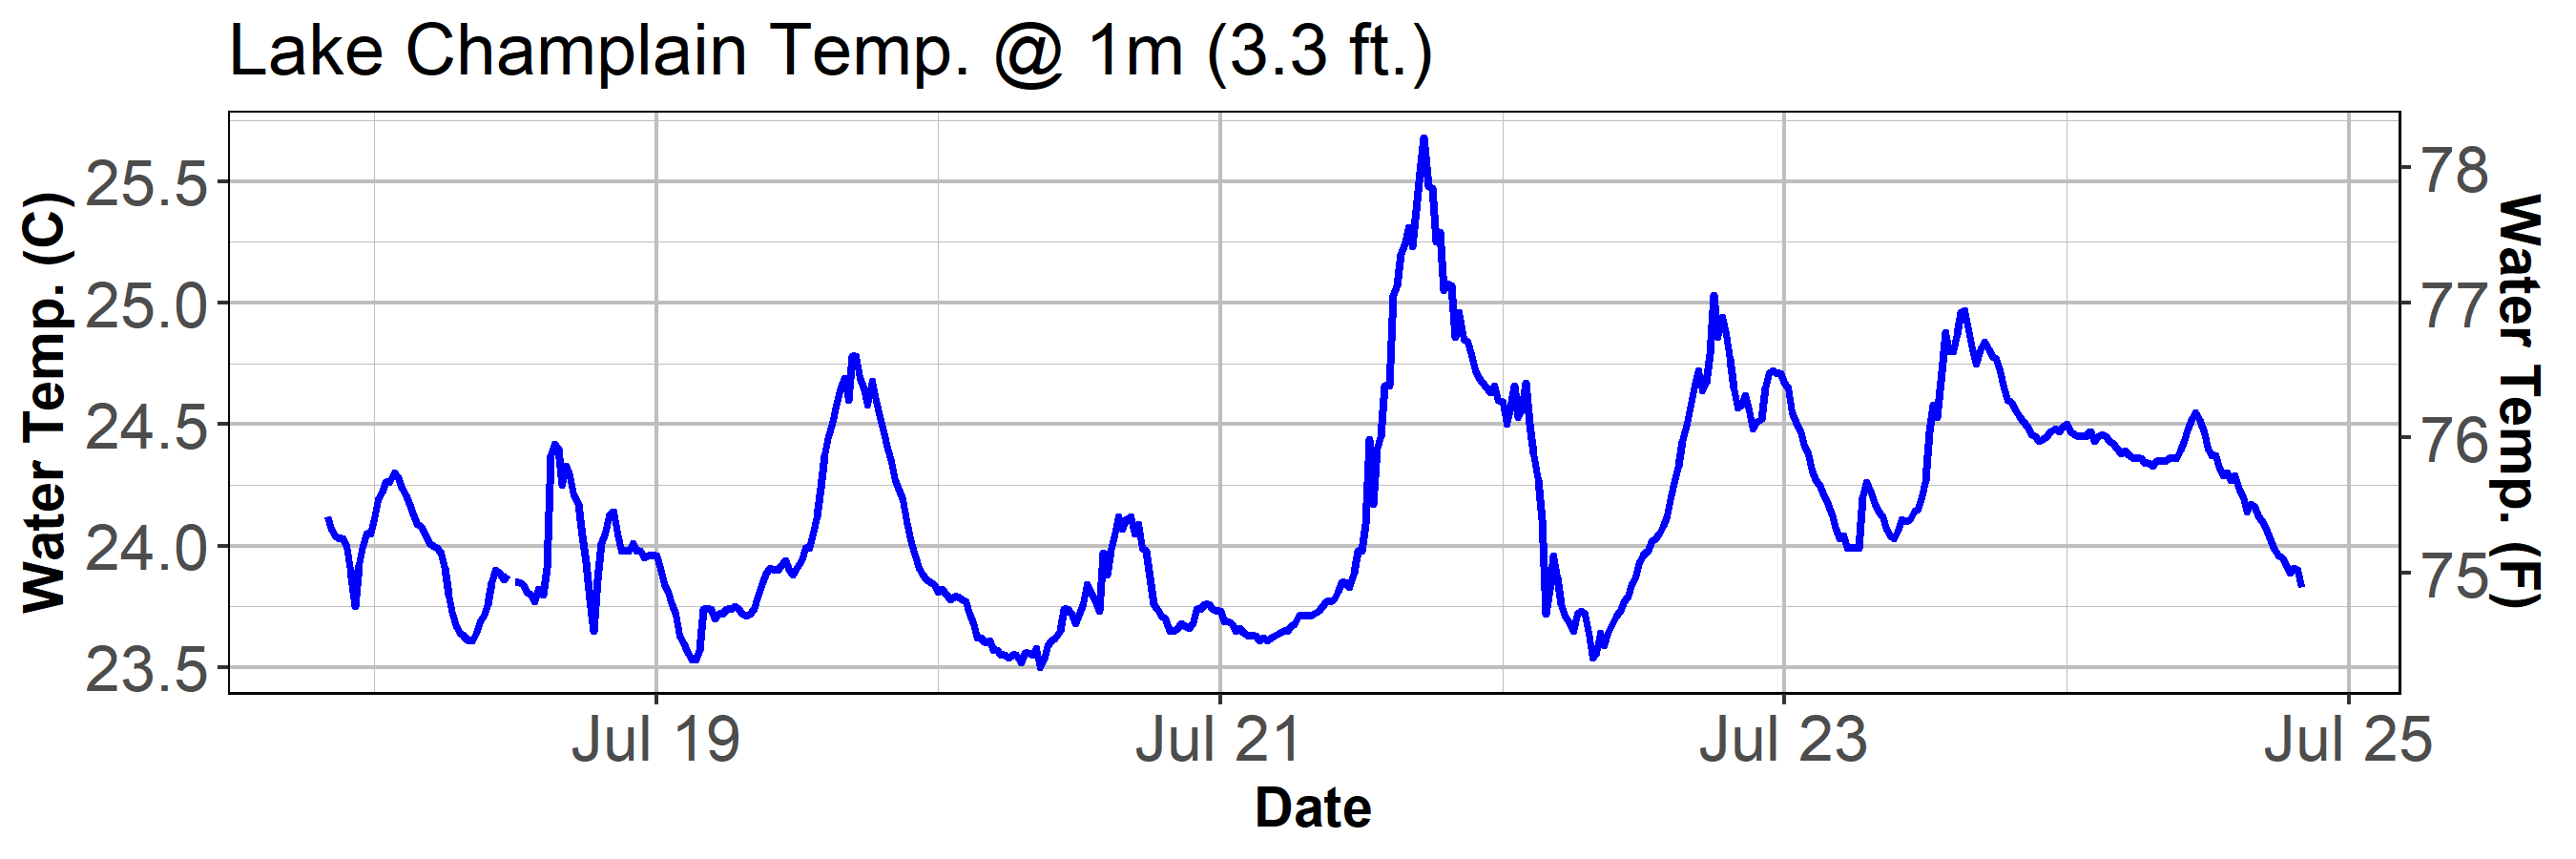 Lake Champlain Temp. @ 1m (3.3 ft.)
Water Temp. (C)
25.5
25.0
24.5
24.0
23.5
78
77
76
75
Water Temp. (F)
Jul 19 Jul 21 Jul 23 Jul 25
Date